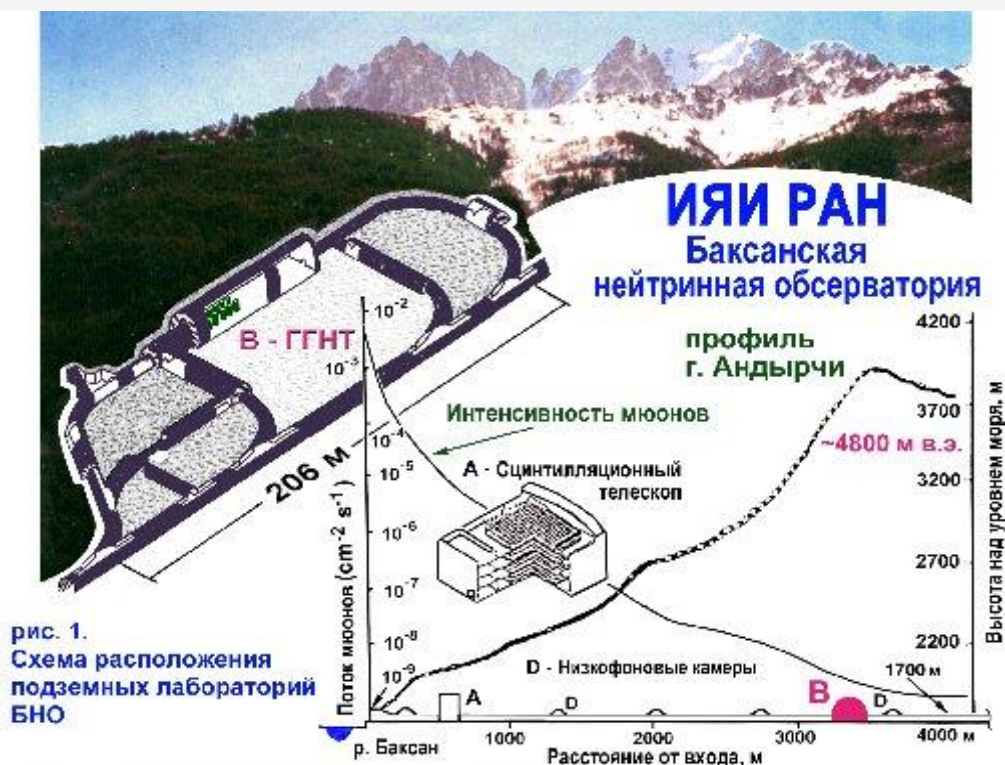 ИЯИ РАН
Баксанская
нейтринная обсерватория
В - ГГНТ
206 м
10⁻²
10⁻³
10⁻⁴
10⁻⁵
10⁻⁶
10⁻⁷
10⁻⁸
10⁻⁹
Поток мюонов (cm⁻² s⁻¹)
Интенсивность мюонов
А - Сцинтилляционный
телескоп
профиль
г. Андырчи
~4800 м в.э.
4200
3700
3200
2700
2200
Высота над уровнем моря, м
1700 м
D - Низкофоновые камеры
A
D
B
D
рис. 1.
Схема расположения
подземных лабораторий
БНО
р. Баксан
1000
2000
3000
4000 м
Расстояние от входа, м